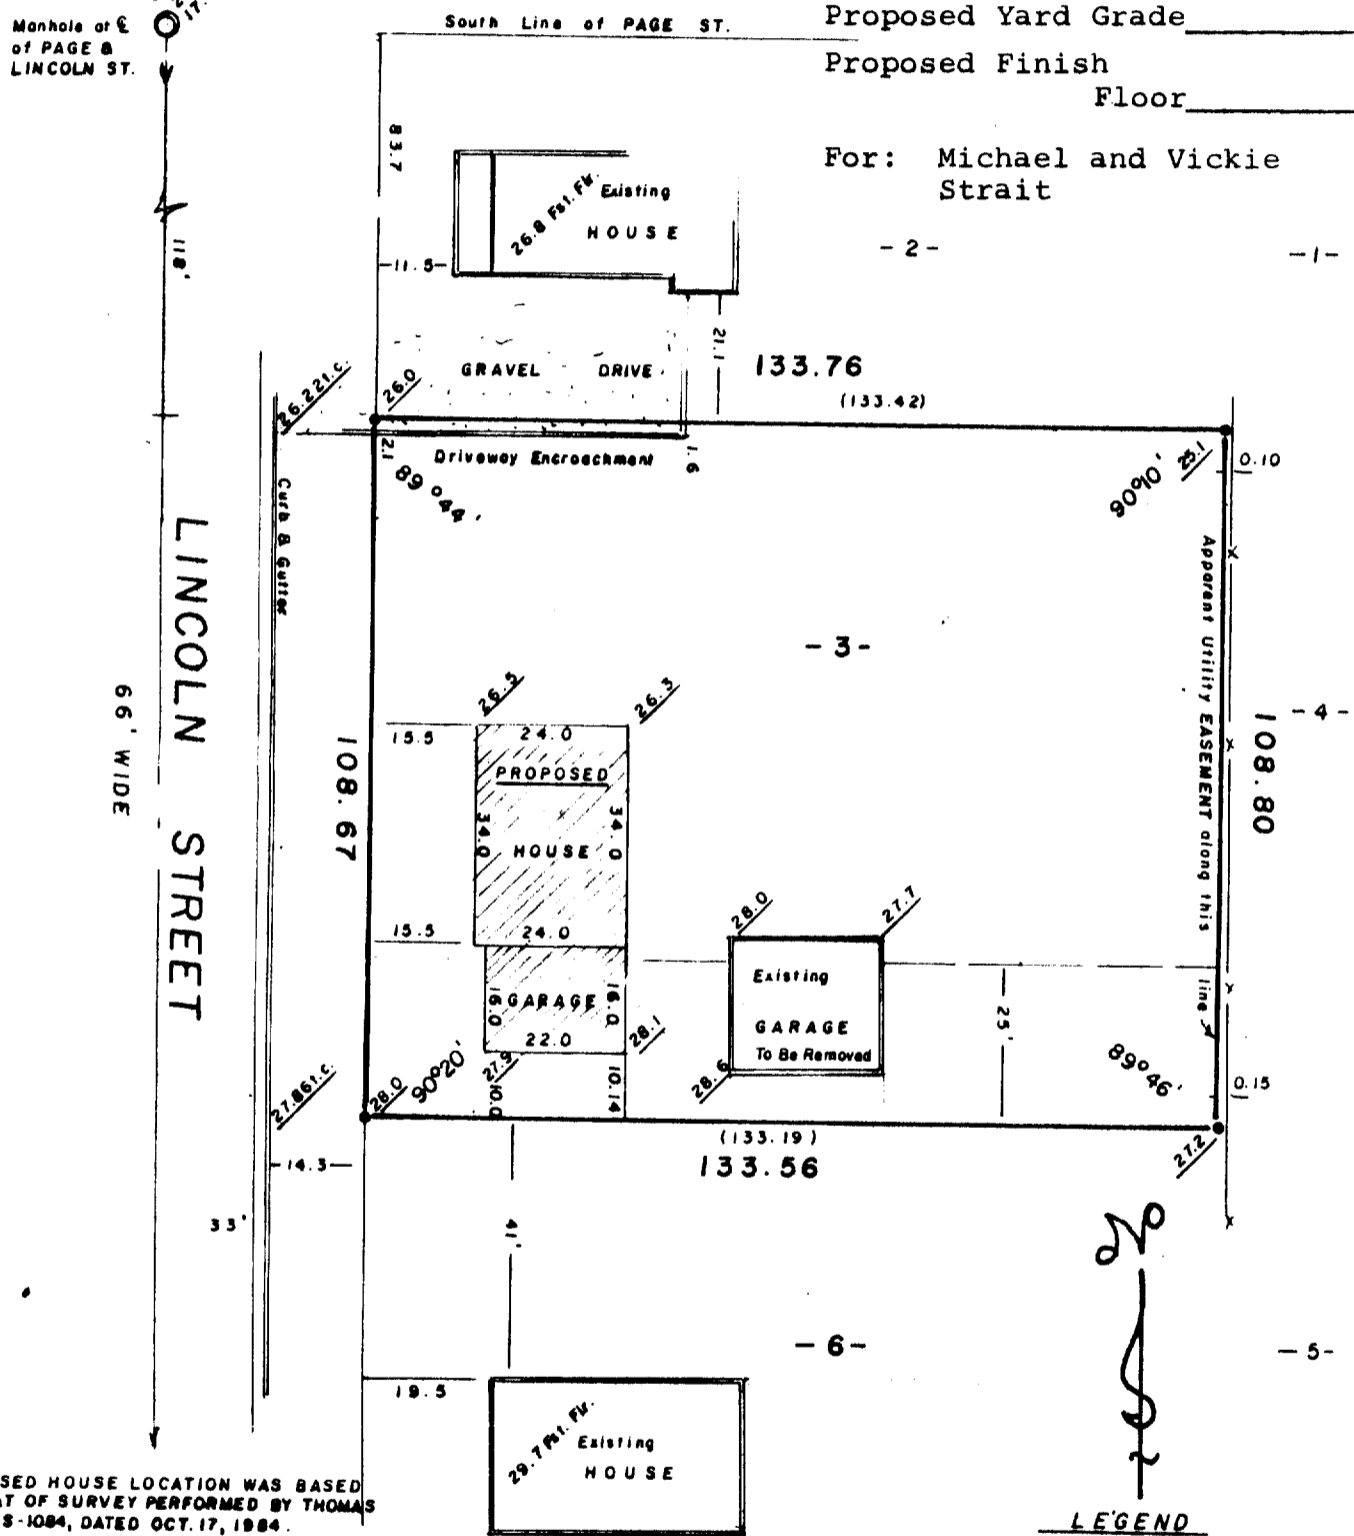 Manhole at ℄
of PAGE &
LINCOLN ST.
17.
South Line of PAGE ST.
Proposed Yard Grade
Proposed Finish
Floor
For: Michael and Vickie
Strait
83.7
26.8 Fst. Flr.
Existing
HOUSE
-2-
-1-
118'
-11.5-
21.1
GRAVEL DRIVE
133.76
(133.42)
26.22 t.c.
26.0
2.1
Driveway Encroachment
1.6
89°44'
90°10'
25.1
0.10
Curb & Gutter
LINCOLN STREET
66' WIDE
Apparent Utility EASEMENT along this
line
-3-
-4-
26.5
26.3
15.5
24.0
PROPOSED
34.0
34.0
HOUSE
108.67
108.80
15.5
24.0
28.0
27.7
Existing
GARAGE
To Be Removed
16.0
GARAGE
16.0
22.0
28.1
25'
28.6
89°46'
0.15
27.86 t.c.
28.0
90°20'
27.9
10.0
10.14
(133.19)
133.56
27.2
-14.3-
33'
41'
-6-
-5-
19.5
29.7 Fst. Flr.
Existing
HOUSE
SED HOUSE LOCATION WAS BASED
AT OF SURVEY PERFORMED BY THOMAS
S-1084, DATED OCT. 17, 1984.
LEGEND